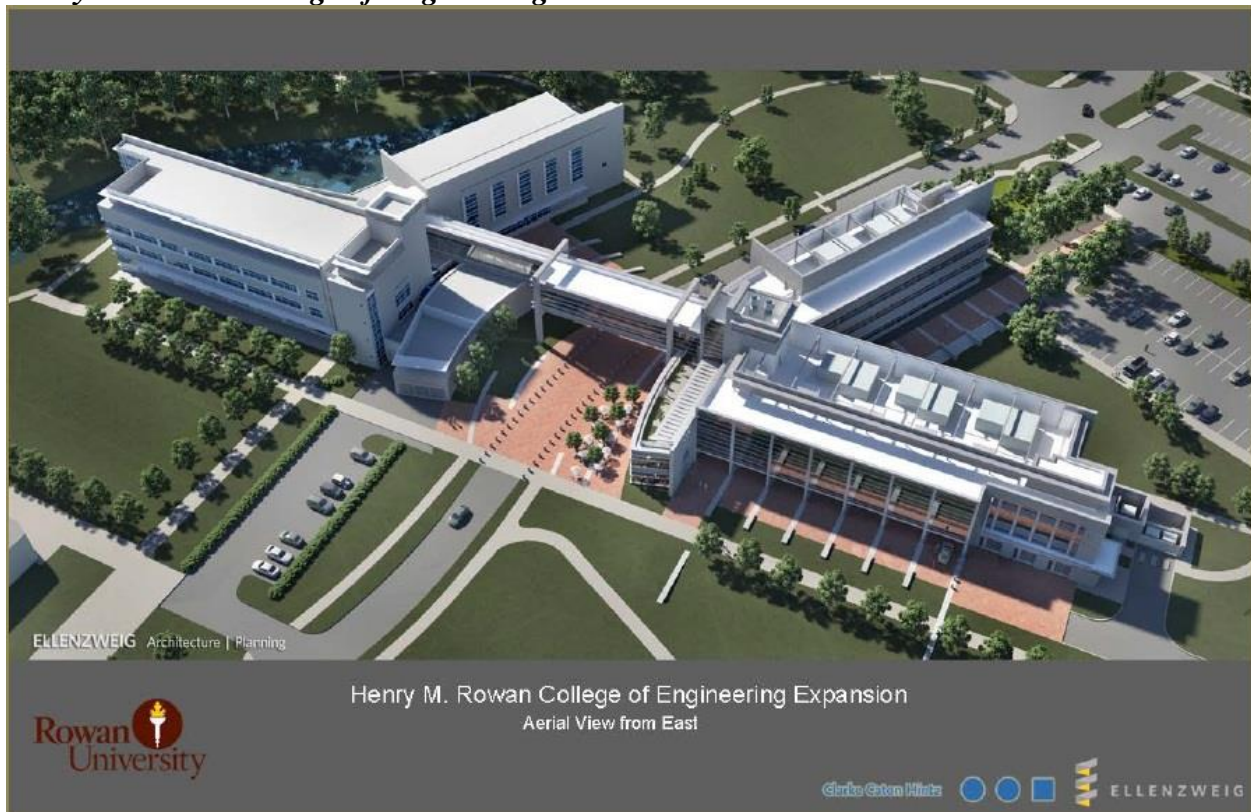 ELLENZWEIG Architecture | Planning
Henry M. Rowan College of Engineering Expansion
Aerial View from East
Rowan
University
Clarke Caton Hintz
ELLENZWEIG